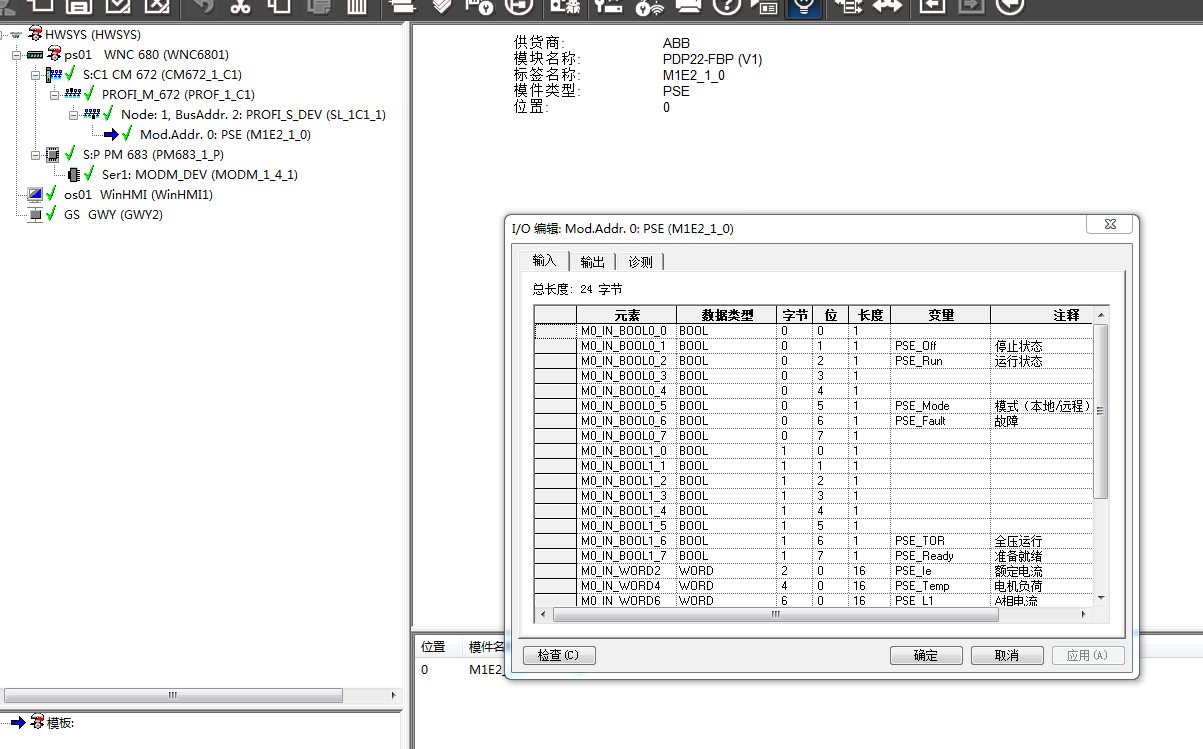 HWSYS (HWSYS)
ps01 WNC 680 (WNC6801)
S:C1 CM 672 (CM672_1_C1)
PROFI_M_672 (PROF_1_C1)
Node: 1, BusAddr. 2: PROFI_S_DEV (SL_1C1_1)
Mod.Addr. 0: PSE (M1E2_1_0)
S:P PM 683 (PM683_1_P)
Ser1: MODM_DEV (MODM_1_4_1)
os01 WinHMI (WinHMI1)
GS GWY (GWY2)
模板:
供货商: ABB
模块名称: PDP22-FBP (V1)
标签名称: M1E2_1_0
模件类型: PSE
位置: 0
I/O 编辑: Mod.Addr. 0: PSE (M1E2_1_0)
输入 输出 诊测
总长度: 24 字节
元素 数据类型 字节 位 长度 变量 注释
M0_IN_BOOL0_0 BOOL 0 0 1
M0_IN_BOOL0_1 BOOL 0 1 1 PSE_Off 停止状态
M0_IN_BOOL0_2 BOOL 0 2 1 PSE_Run 运行状态
M0_IN_BOOL0_3 BOOL 0 3 1
M0_IN_BOOL0_4 BOOL 0 4 1
M0_IN_BOOL0_5 BOOL 0 5 1 PSE_Mode 模式（本地/远程）
M0_IN_BOOL0_6 BOOL 0 6 1 PSE_Fault 故障
M0_IN_BOOL0_7 BOOL 0 7 1
M0_IN_BOOL1_0 BOOL 1 0 1
M0_IN_BOOL1_1 BOOL 1 1 1
M0_IN_BOOL1_2 BOOL 1 2 1
M0_IN_BOOL1_3 BOOL 1 3 1
M0_IN_BOOL1_4 BOOL 1 4 1
M0_IN_BOOL1_5 BOOL 1 5 1
M0_IN_BOOL1_6 BOOL 1 6 1 PSE_TOR 全压运行
M0_IN_BOOL1_7 BOOL 1 7 1 PSE_Ready 准备就绪
M0_IN_WORD2 WORD 2 0 16 PSE_Ie 额定电流
M0_IN_WORD4 WORD 4 0 16 PSE_Temp 电机负荷
M0_IN_WORD6 WORD 6 0 16 PSE_L1 A相电流
检查(C) 确定 取消 应用(A)
位置 模件名
0 M1E2_